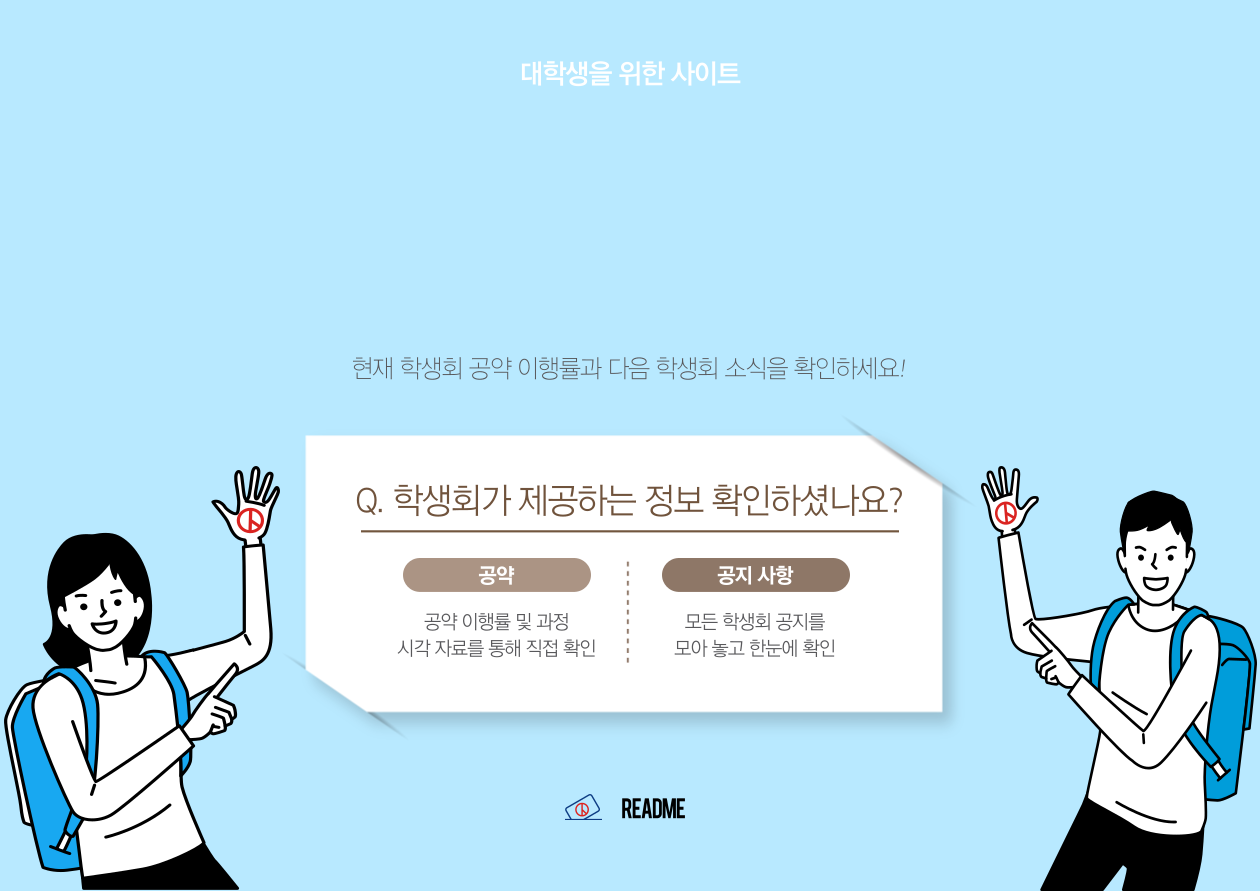 대학생을 위한 사이트
현재 학생회 공약 이행률과 다음 학생회 소식을 확인하세요!
Q. 학생회가 제공하는 정보 확인하셨나요?
공약
공약 이행률 및 과정
시각 자료를 통해 직접 확인
공지 사항
모든 학생회 공지를
모아 놓고 한눈에 확인
README